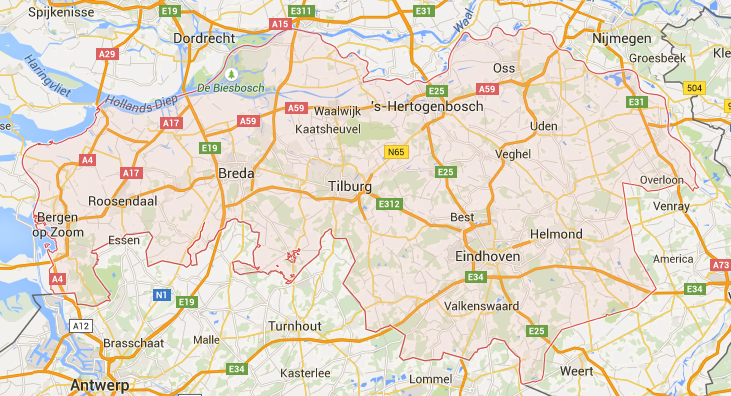 Spijkenisse
E19
E311
E31
A15
Waal
Dordrecht
Nijmegen
A29
Groesbeek
Kle
Haringvliet
Oss
De Biesbosch
E25
A59
504
Hollands Diep
A59
Waalwijk
's-Hertogenbosch
E31
A17
A59
Kaatsheuvel
Uden
E19
N65
Veghel
A4
A17
Breda
E25
Overloon
Tilburg
Roosendaal
E312
Venray
Bergen
op Zoom
Best
Essen
Helmond
Eindhoven
America
A73
A4
E34
E34
N1
E19
Valkenswaard
A12
Turnhout
E25
Brasschaat
Malle
E34
Weert
Antwerp
Kasterlee
Lommel